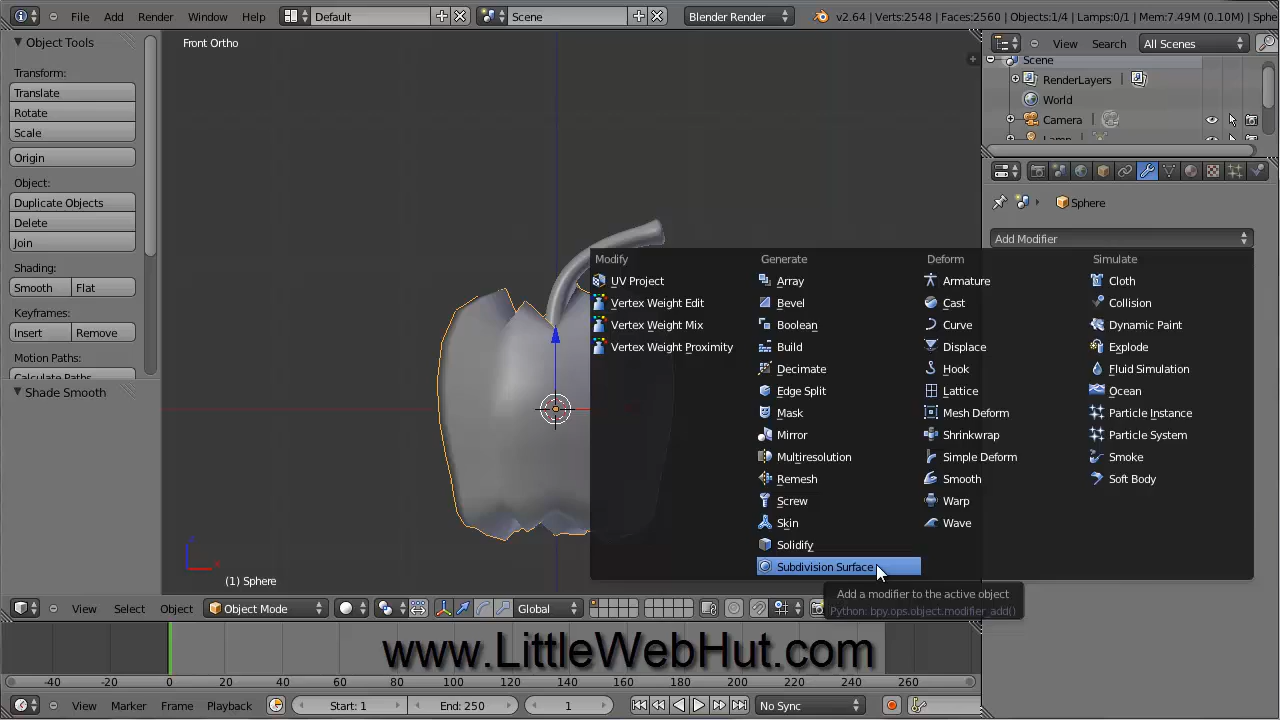 File Add Render Window Help Default Scene Blender Render v2.64 | Verts:2548 | Faces:2560 | Objects:1/4 | Lamps:0/1 | Mem:7.49M (0.10M) | Sphere
Object Tools
Transform:
Translate
Rotate
Scale
Origin
Object:
Duplicate Objects
Delete
Join
Shading:
Smooth Flat
Keyframes:
Insert Remove
Motion Paths:
Calculate Paths
Shade Smooth
Front Ortho
(1) Sphere
View Search All Scenes
Scene
RenderLayers
World
Camera
Lamp
Sphere
Add Modifier
Modify
UV Project
Vertex Weight Edit
Vertex Weight Mix
Vertex Weight Proximity
Generate
Array
Bevel
Boolean
Build
Decimate
Edge Split
Mask
Mirror
Multiresolution
Remesh
Screw
Skin
Solidify
Subdivision Surface
Deform
Armature
Cast
Curve
Displace
Hook
Lattice
Mesh Deform
Shrinkwrap
Simple Deform
Smooth
Warp
Wave
Simulate
Cloth
Collision
Dynamic Paint
Explode
Fluid Simulation
Ocean
Particle Instance
Particle System
Smoke
Soft Body
Add a modifier to the active object
Python: bpy.ops.object.modifier_add()
View Select Object Object Mode Global
www.LittleWebHut.com
-40 -20 0 20 40 60 80 100 120 140 160 180 200 220 240 260
View Marker Frame Playback Start: 1 End: 250 1 No Sync